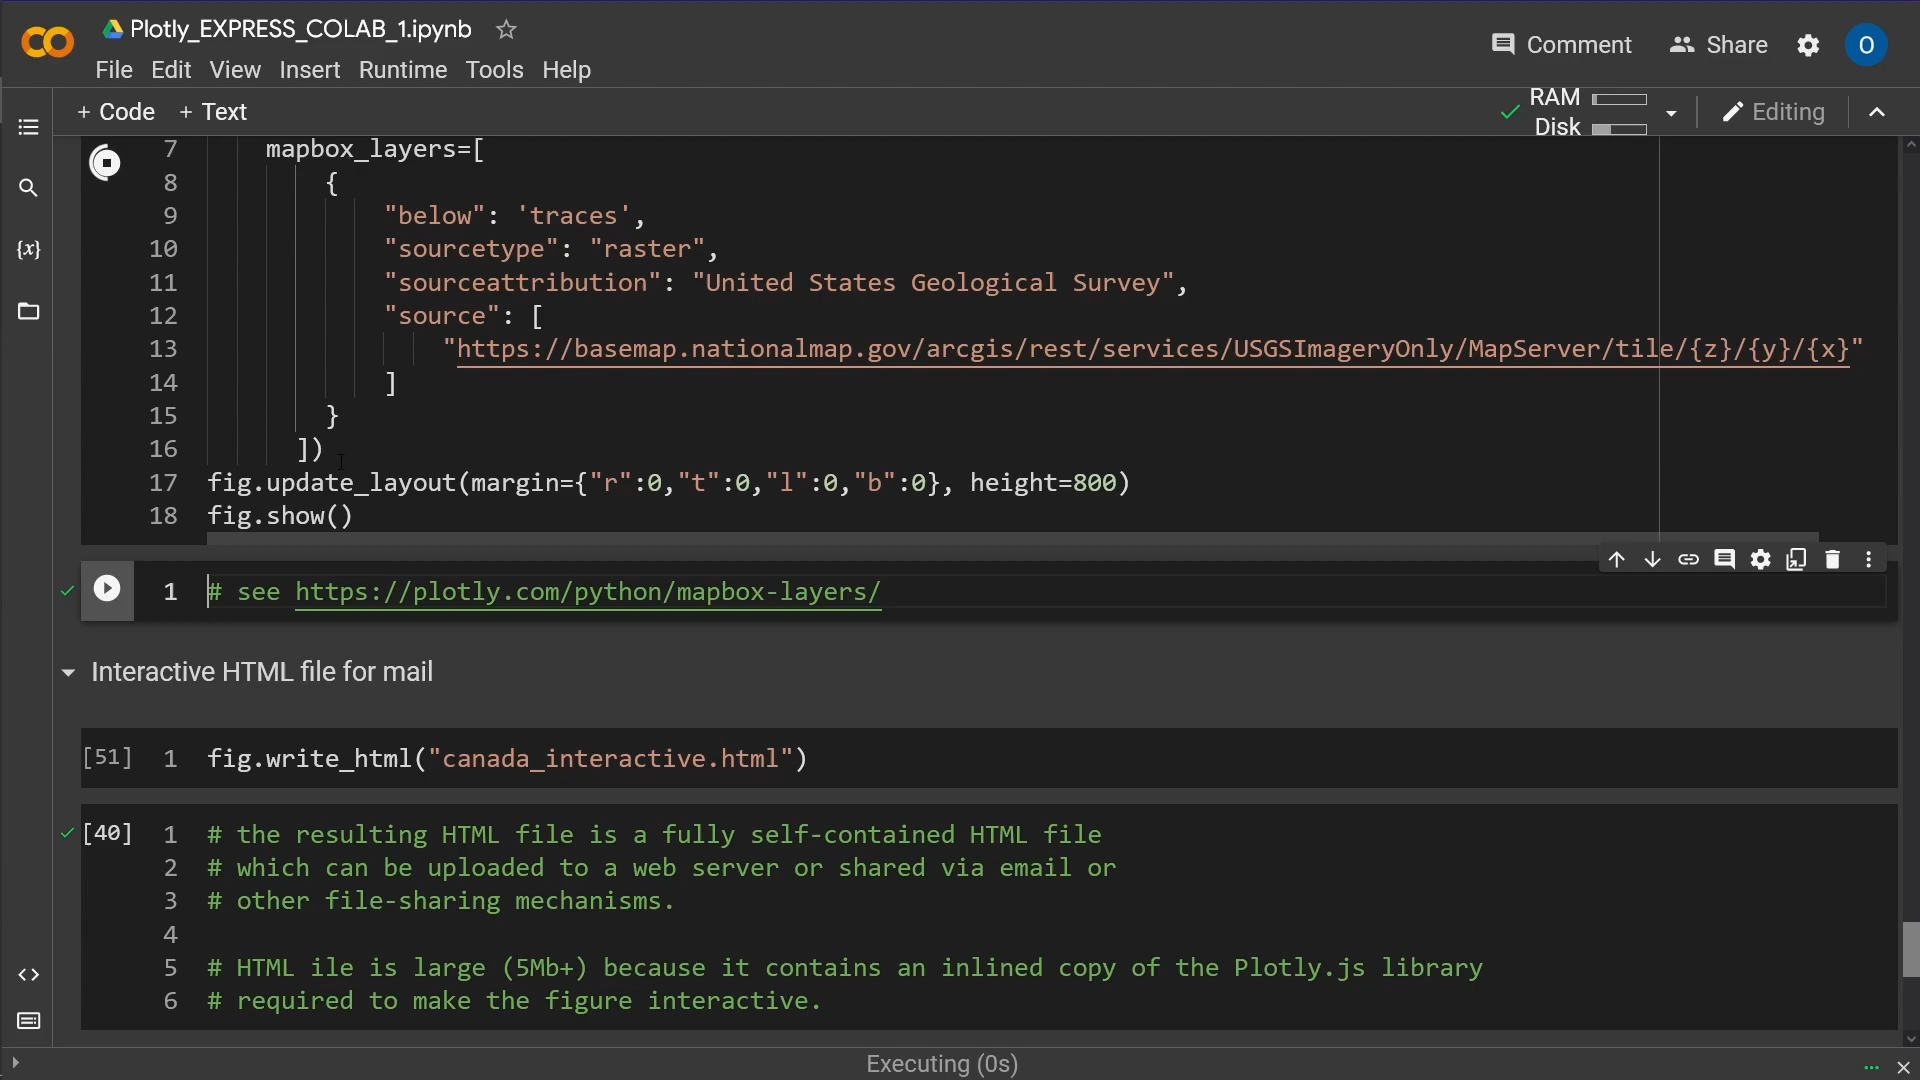 Plotly_EXPRESS_COLAB_1.ipynb
File Edit View Insert Runtime Tools Help
Comment Share O
+ Code + Text
RAM
Disk
Editing
7 mapbox_layers=[
8 {
9 "below": 'traces',
10 "sourcetype": "raster",
11 "sourceattribution": "United States Geological Survey",
12 "source": [
13 "https://basemap.nationalmap.gov/arcgis/rest/services/USGSImageryOnly/MapServer/tile/{z}/{y}/{x}"
14 ]
15 }
16 ])
17 fig.update_layout(margin={"r":0,"t":0,"l":0,"b":0}, height=800)
18 fig.show()
1 # see https://plotly.com/python/mapbox-layers/
Interactive HTML file for mail
[51] 1 fig.write_html("canada_interactive.html")
[40] 1 # the resulting HTML file is a fully self-contained HTML file
2 # which can be uploaded to a web server or shared via email or
3 # other file-sharing mechanisms.
4
5 # HTML ile is large (5Mb+) because it contains an inlined copy of the Plotly.js library
6 # required to make the figure interactive.
Executing (0s)